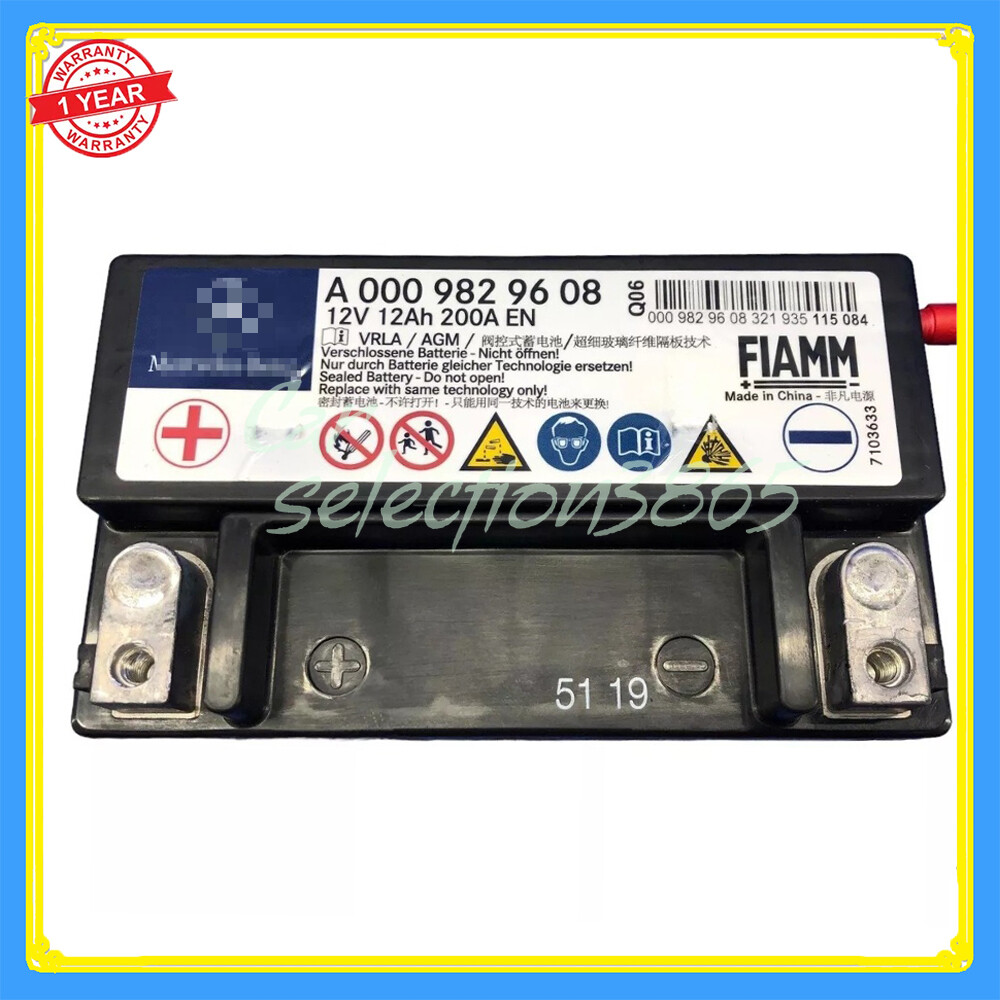 WARRANTY
1 YEAR
WARRANTY
A 000 982 96 08
12V 12Ah 200A EN
VRLA / AGM / 阀控式蓄电池/超细玻璃纤维隔板技术
Verschlossene Batterie - Nicht öffnen!
Nur durch Batterie gleicher Technologie ersetzen!
Sealed Battery - Do not open!
Replace with same technology only!
密封蓄电池 - 不许打开! - 只能用同一技术的电池来更换!
Q06
000 982 96 08 321 935 115 084
FIAMM
Made in China - 非凡电源
7103633
selection3865
51 19